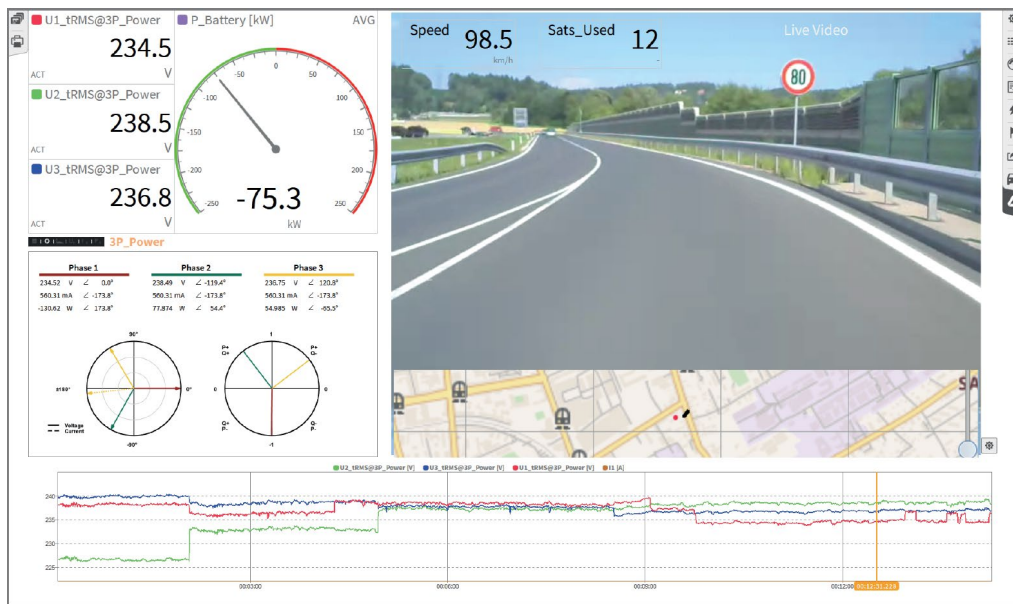 U1_tRMS@3P_Power
234.5
ACT V
U2_tRMS@3P_Power
238.5
ACT V
U3_tRMS@3P_Power
236.8
ACT V
P_Battery [kW] AVG
-250 -200 -150 -100 -50 0 50 100 150 200 250
-75.3
kW
Speed 98.5 km/h
Sats_Used 12 -
Live Video
80
3P_Power
Phase 1 Phase 2 Phase 3
234.52 V ∠ 0.0° 238.49 V ∠ -119.4° 236.75 V ∠ 120.8°
560.31 mA ∠ -173.8° 560.31 mA ∠ -173.8° 560.31 mA ∠ -173.8°
-130.62 W ∠ 173.8° 77.874 W ∠ 54.4° 54.985 W ∠ -65.5°
90° 1
P+ Q+ P+ Q-
±180° 0° 0 0
Q+ P- Q- P-
Voltage
Current
-90° -1
SA
U2_tRMS@3P_Power [V] U3_tRMS@3P_Power [V] U1_tRMS@3P_Power [V] I1 [A]
240
235
230
225
00:03:00 00:06:00 00:09:00 00:12:00